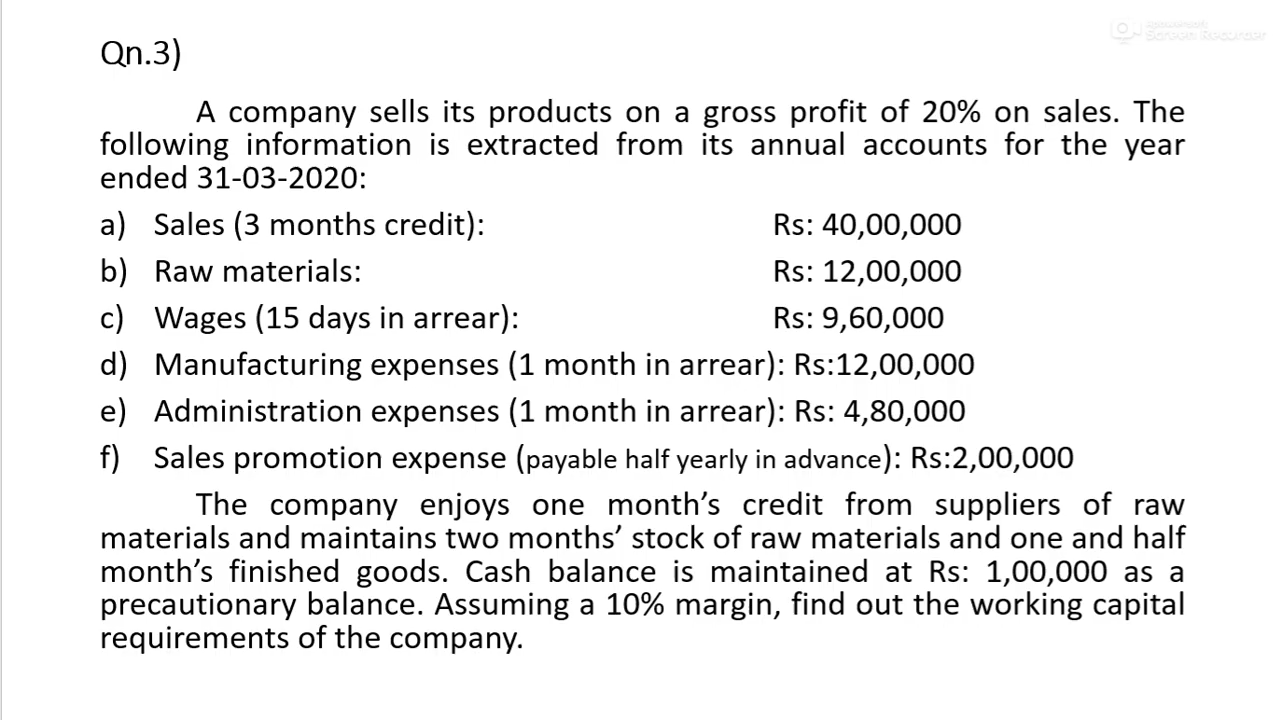 Screen Recorder
Qn.3)
A company sells its products on a gross profit of 20% on sales. The
following information is extracted from its annual accounts for the year
ended 31-03-2020:
a) Sales (3 months credit): Rs: 40,00,000
b) Raw materials: Rs: 12,00,000
c) Wages (15 days in arrear): Rs: 9,60,000
d) Manufacturing expenses (1 month in arrear): Rs:12,00,000
e) Administration expenses (1 month in arrear): Rs: 4,80,000
f) Sales promotion expense (payable half yearly in advance): Rs:2,00,000
The company enjoys one month’s credit from suppliers of raw
materials and maintains two months’ stock of raw materials and one and half
month’s finished goods. Cash balance is maintained at Rs: 1,00,000 as a
precautionary balance. Assuming a 10% margin, find out the working capital
requirements of the company.